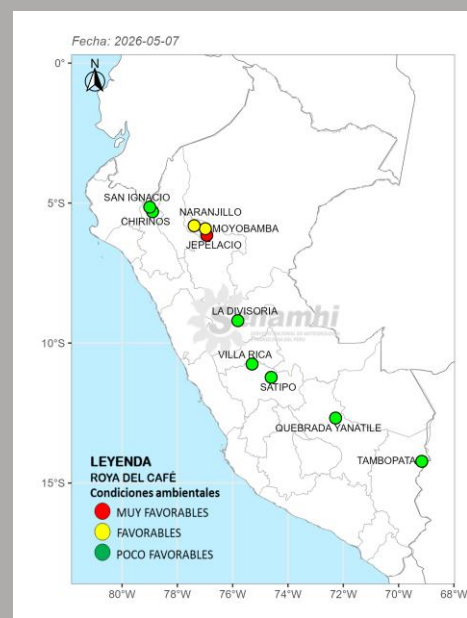 Fecha: 2026-05-07
N
0°
5°S
10°S
15°S
SAN IGNACIO
CHIRINOS
NARANJILLO
MOYOBAMBA
JEPELACIO
LA DIVISORIA
Senamhi
VILLA RICA
SATIPO
QUEBRADA YANATILE
TAMBOPATA
LEYENDA
ROYA DEL CAFÉ
Condiciones ambientales
MUY FAVORABLES
FAVORABLES
POCO FAVORABLES
80°W 78°W 76°W 74°W 72°W 70°W 68°W